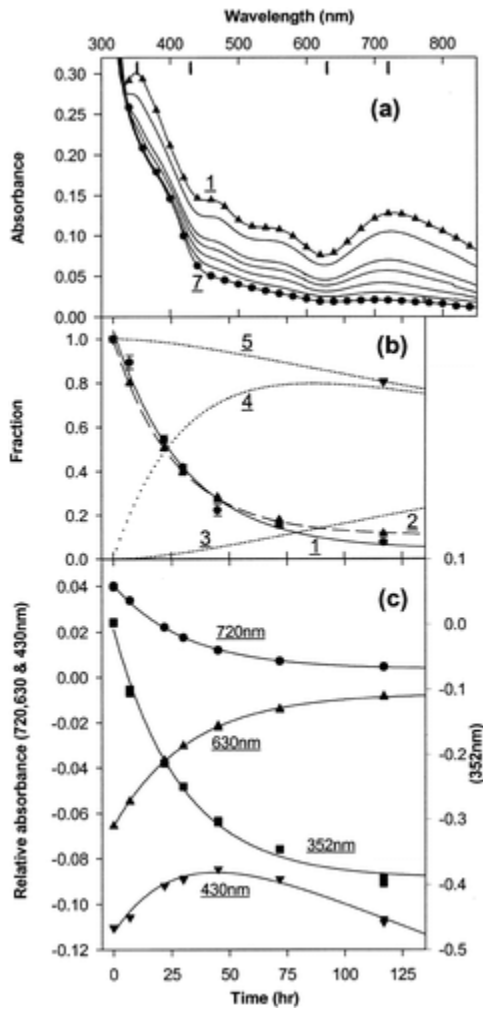 Wavelength (nm)
300 400 500 600 700 800
0.30
0.25
0.20
0.15
0.10
0.05
0.00
Absorbance
(a)
1
7
1.0
0.8
0.6
0.4
0.2
0.0
Fraction
(b)
5
4
3
2
1
0.1
0.04
0.02
0.00
-0.02
-0.04
-0.06
-0.08
-0.10
-0.12
Relative absorbance (720,630 & 430nm)
(c)
720nm
630nm
352nm
430nm
0.0
-0.1
-0.2
-0.3
-0.4
-0.5
(352nm)
0 25 50 75 100 125
Time (hr)